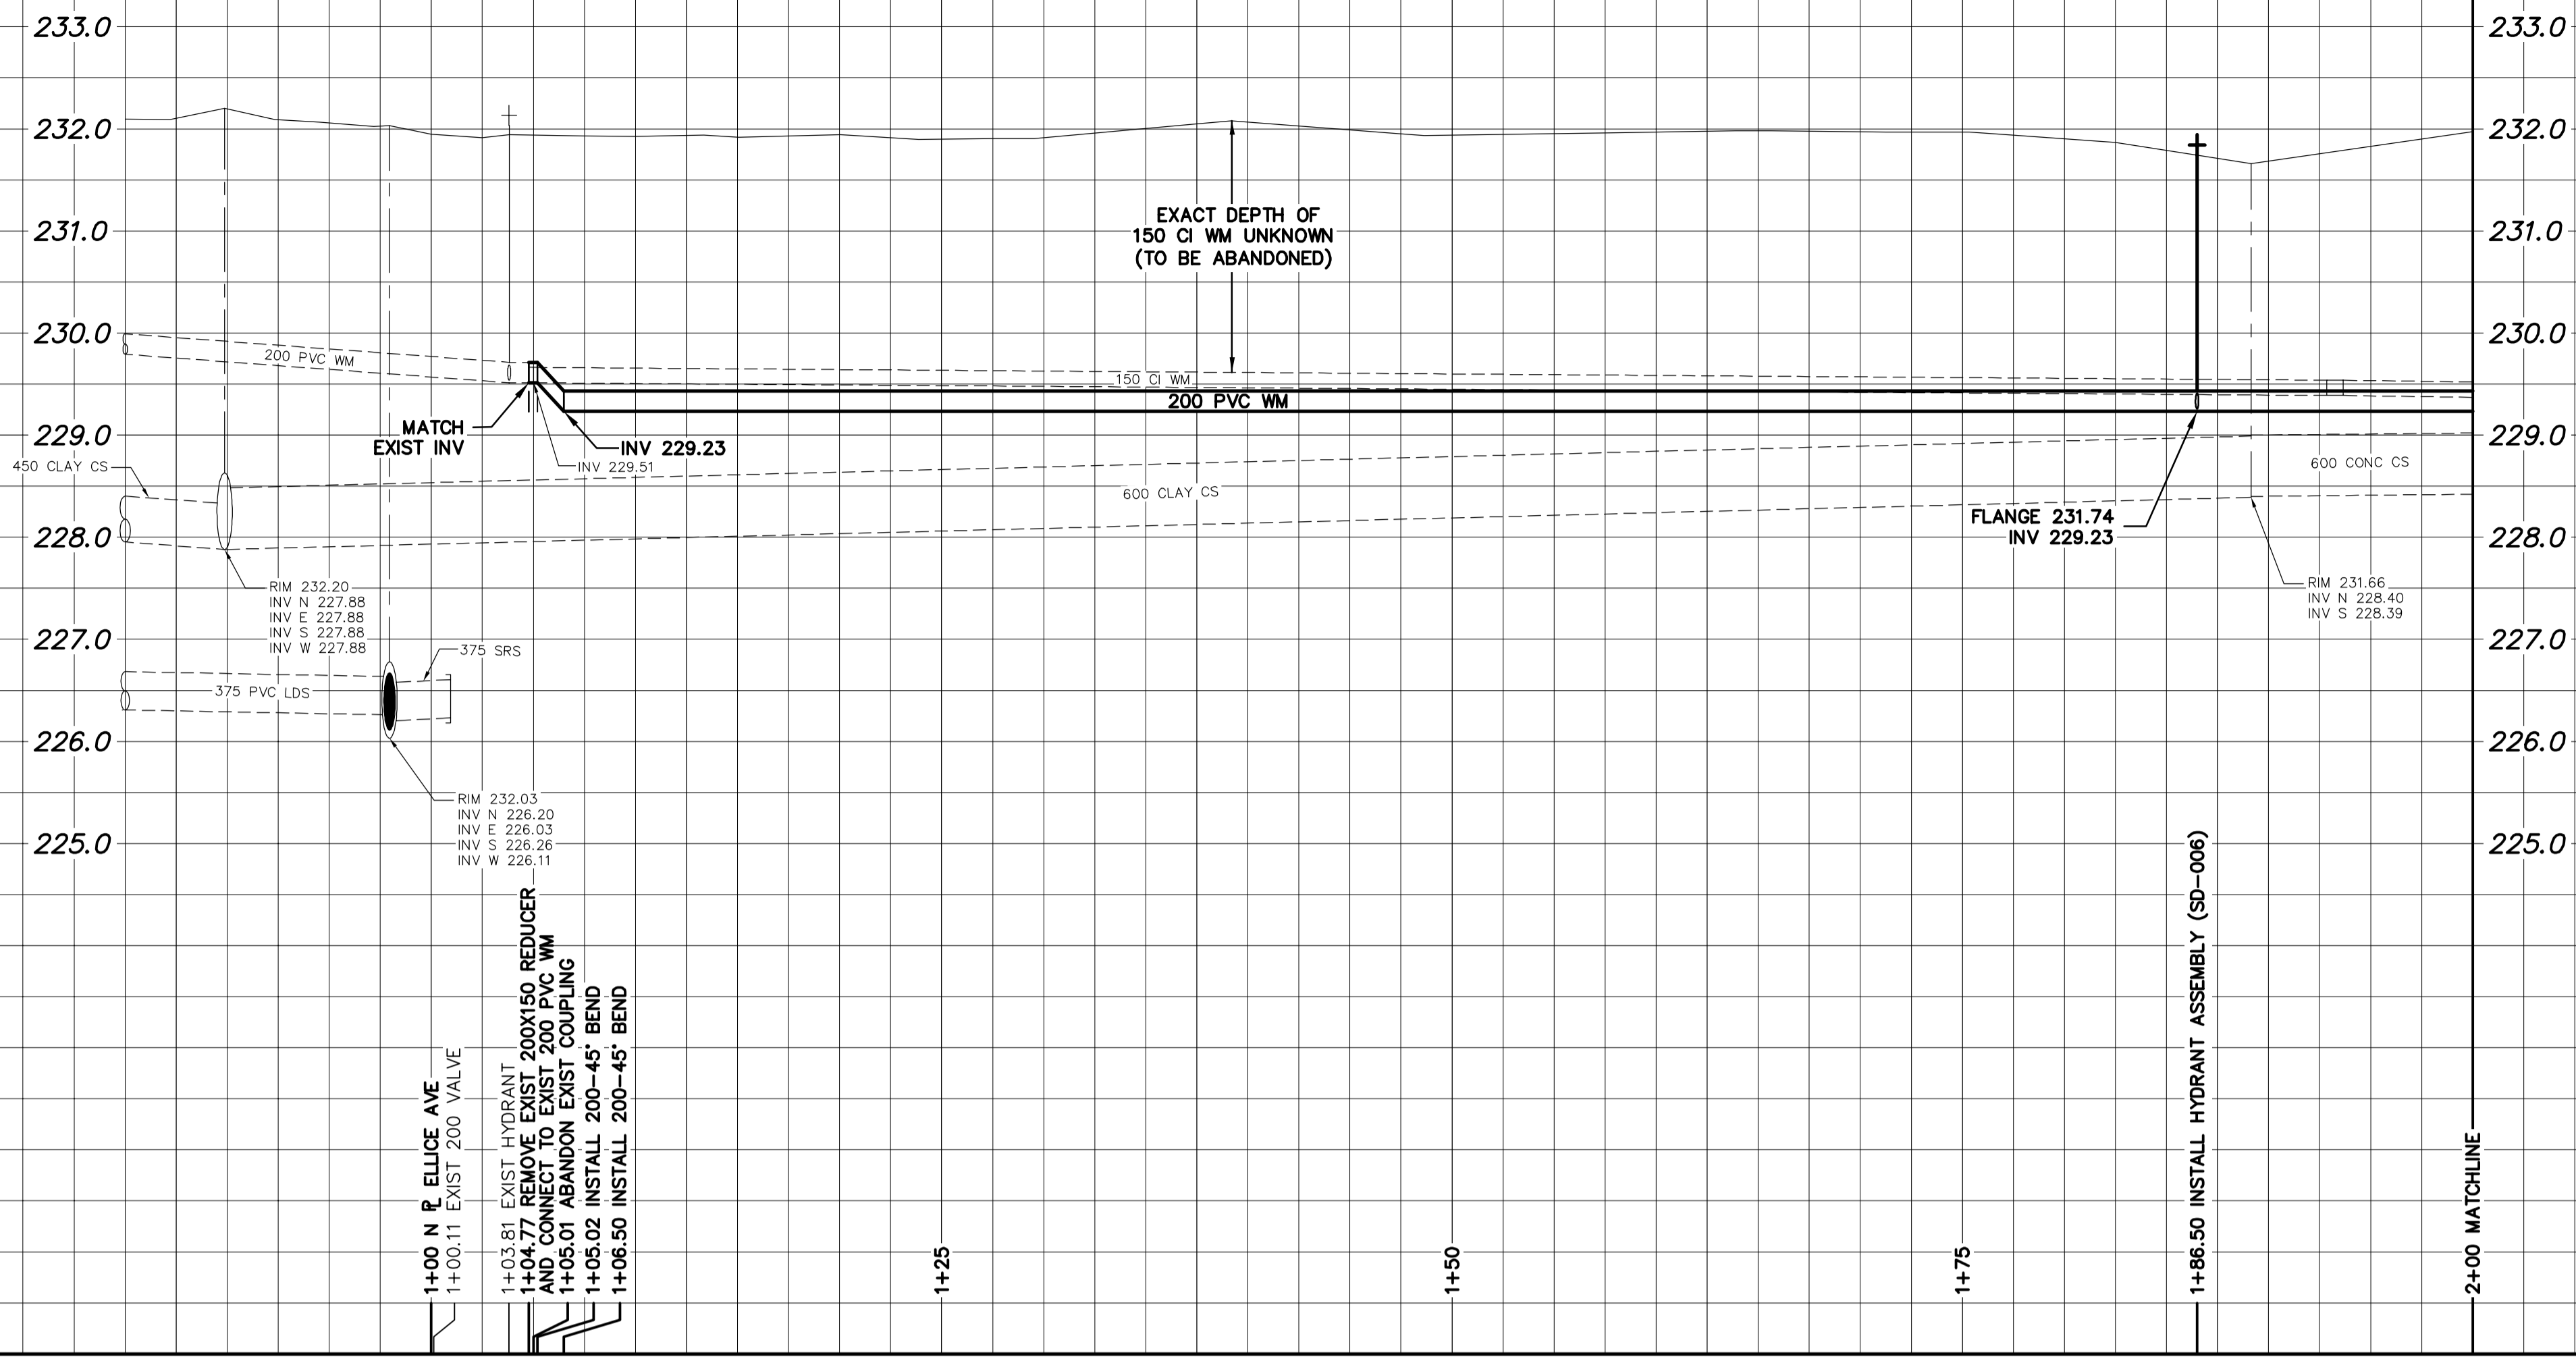 233.0
233.0
232.0
232.0
231.0
231.0
EXACT DEPTH OF
150 CI WM UNKNOWN
(TO BE ABANDONED)
230.0
230.0
200 PVC WM
150 CI WM
200 PVC WM
MATCH
EXIST INV
INV 229.23
INV 229.51
229.0
229.0
450 CLAY CS
600 CONC CS
600 CLAY CS
FLANGE 231.74
INV 229.23
228.0
228.0
RIM 232.20
INV N 227.88
INV E 227.88
INV S 227.88
INV W 227.88
RIM 231.66
INV N 228.40
INV S 228.39
227.0
227.0
375 SRS
375 PVC LDS
226.0
226.0
RIM 232.03
INV N 226.20
INV E 226.03
INV S 226.26
INV W 226.11
225.0
225.0
1+00 N PL ELLICE AVE
1+00.11 EXIST 200 VALVE
1+03.81 EXIST HYDRANT
1+04.77 REMOVE EXIST 200X150 REDUCER
AND CONNECT TO EXIST 200 PVC WM
1+05.01 ABANDON EXIST COUPLING
1+05.02 INSTALL 200-45° BEND
1+06.50 INSTALL 200-45° BEND
1+25
1+50
1+75
1+86.50 INSTALL HYDRANT ASSEMBLY (SD-006)
2+00 MATCHLINE